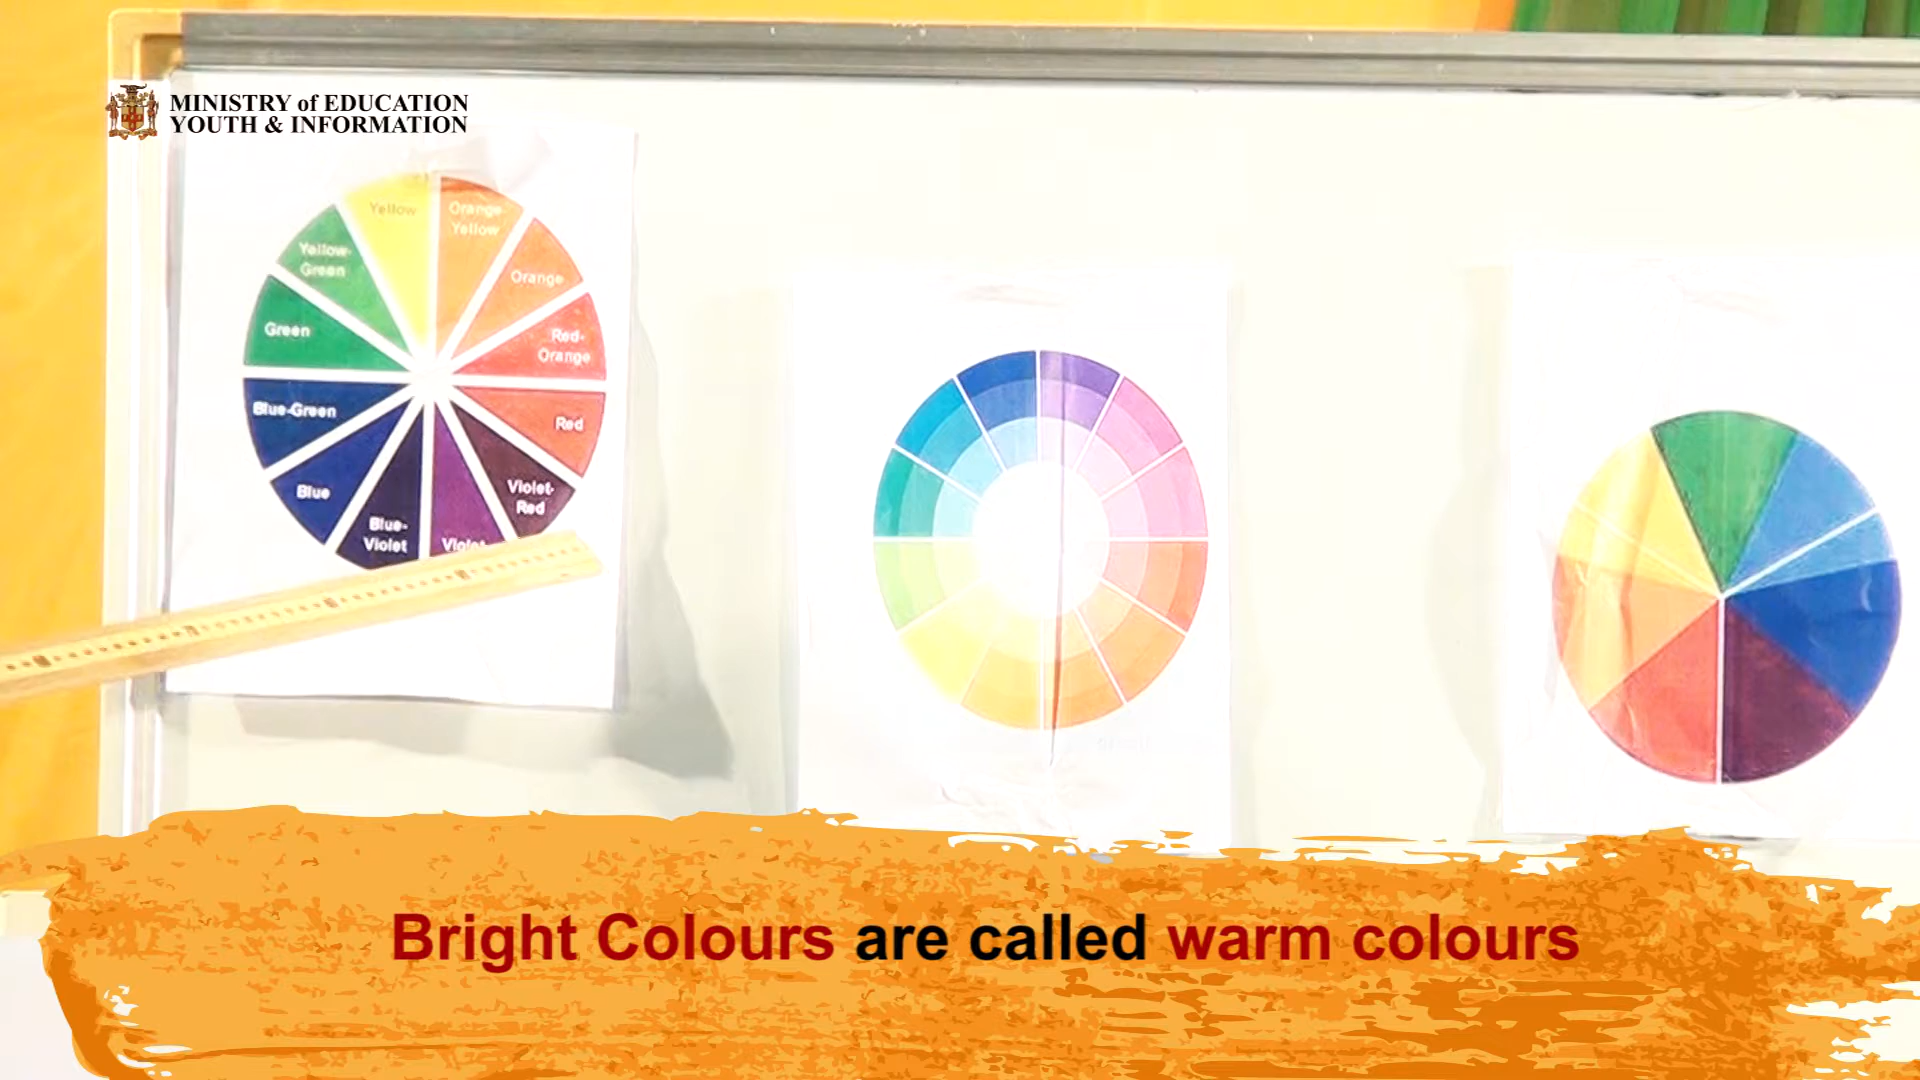 MINISTRY of EDUCATION
YOUTH & INFORMATION
Yellow
Orange
Yellow
Orange
Red-
Orange
Red
Violet-
Red
Violet
Blue-
Violet
Blue
Blue-Green
Green
Yellow-
Green
Bright Colours are called warm colours